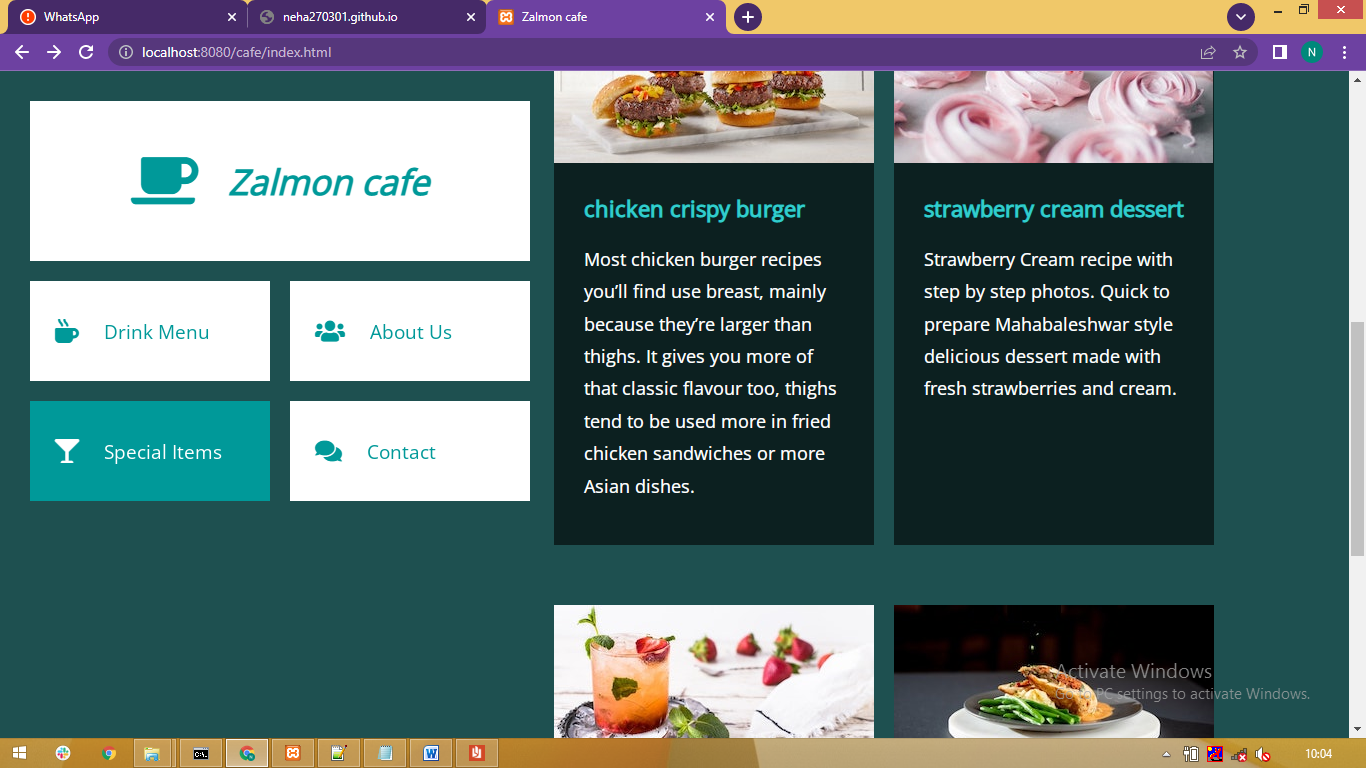 WhatsApp
neha270301.github.io
Zalmon cafe
localhost:8080/cafe/index.html
N
Zalmon cafe
Drink Menu
About Us
Special Items
Contact
chicken crispy burger
Most chicken burger recipes
you’ll find use breast, mainly
because they’re larger than
thighs. It gives you more of
that classic flavour too, thighs
tend to be used more in fried
chicken sandwiches or more
Asian dishes.
strawberry cream dessert
Strawberry Cream recipe with
step by step photos. Quick to
prepare Mahabaleshwar style
delicious dessert made with
fresh strawberries and cream.
Activate Windows
Go to PC settings to activate Windows.
10:04